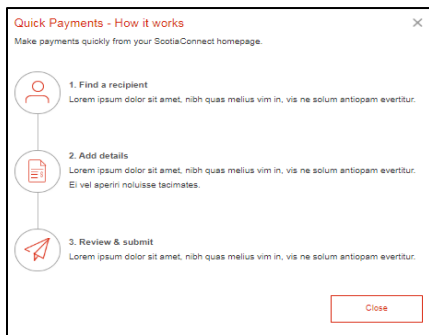 Quick Payments - How it works
Make payments quickly from your ScotiaConnect homepage.
1. Find a recipient
Lorem ipsum dolor sit amet, nibh quas melius vim in, vis ne solum antiopam evertitur.
2. Add details
Lorem ipsum dolor sit amet, nibh quas melius vim in, vis ne solum antiopam evertitur.
Ei vel aperiri noluisse tacimates.
3. Review & submit
Lorem ipsum dolor sit amet, nibh quas melius vim in, vis ne solum antiopam evertitur.
Close